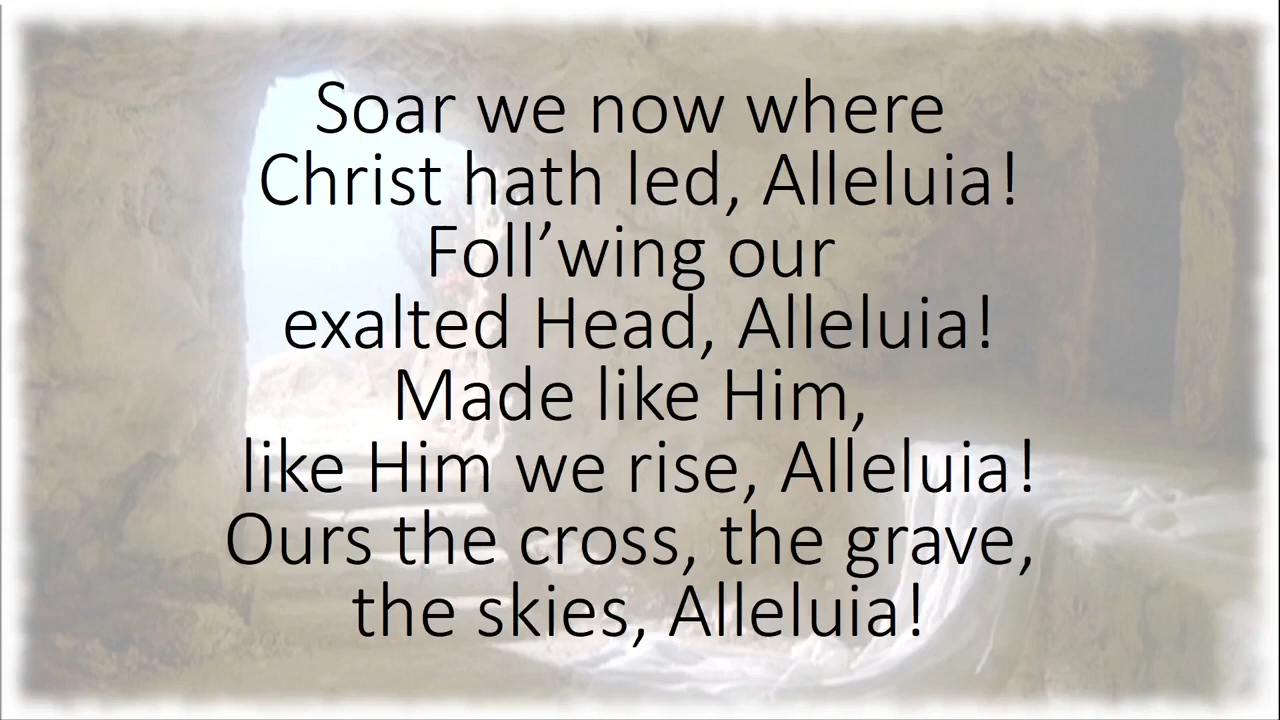 Soar we now where
Christ hath led, Alleluia!
Foll’wing our
exalted Head, Alleluia!
Made like Him,
like Him we rise, Alleluia!
Ours the cross, the grave,
the skies, Alleluia!